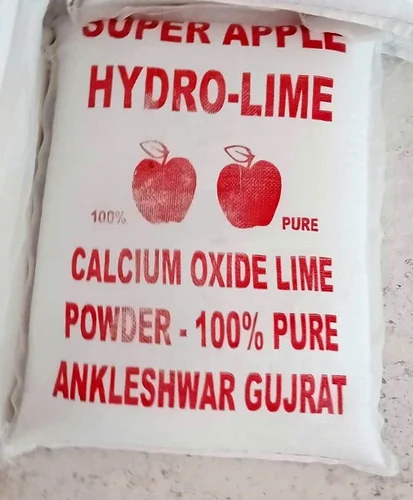 SUPER APPLE
HYDRO-LIME
100% PURE
CALCIUM OXIDE LIME
POWDER - 100% PURE
ANKLESHWAR GUJRAT